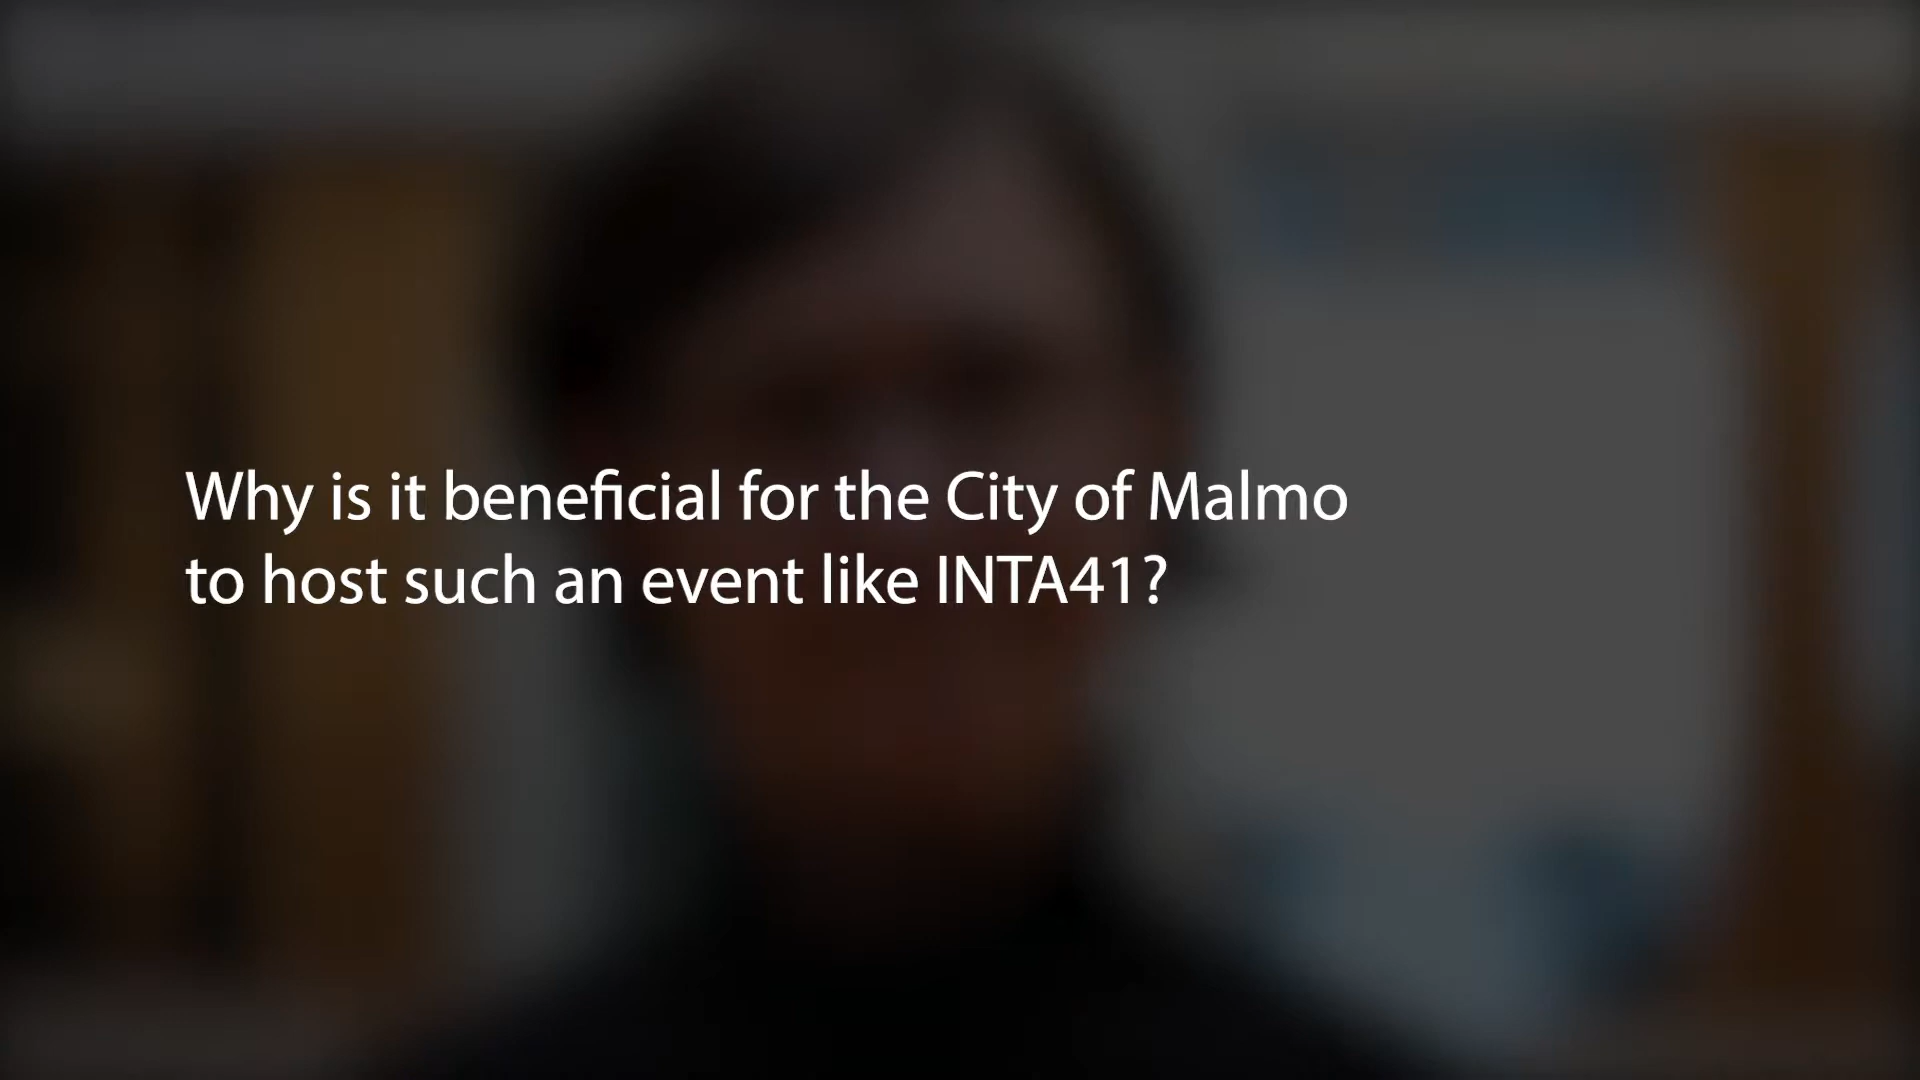 Why is it beneficial for the City of Malmo
to host such an event like INTA41?